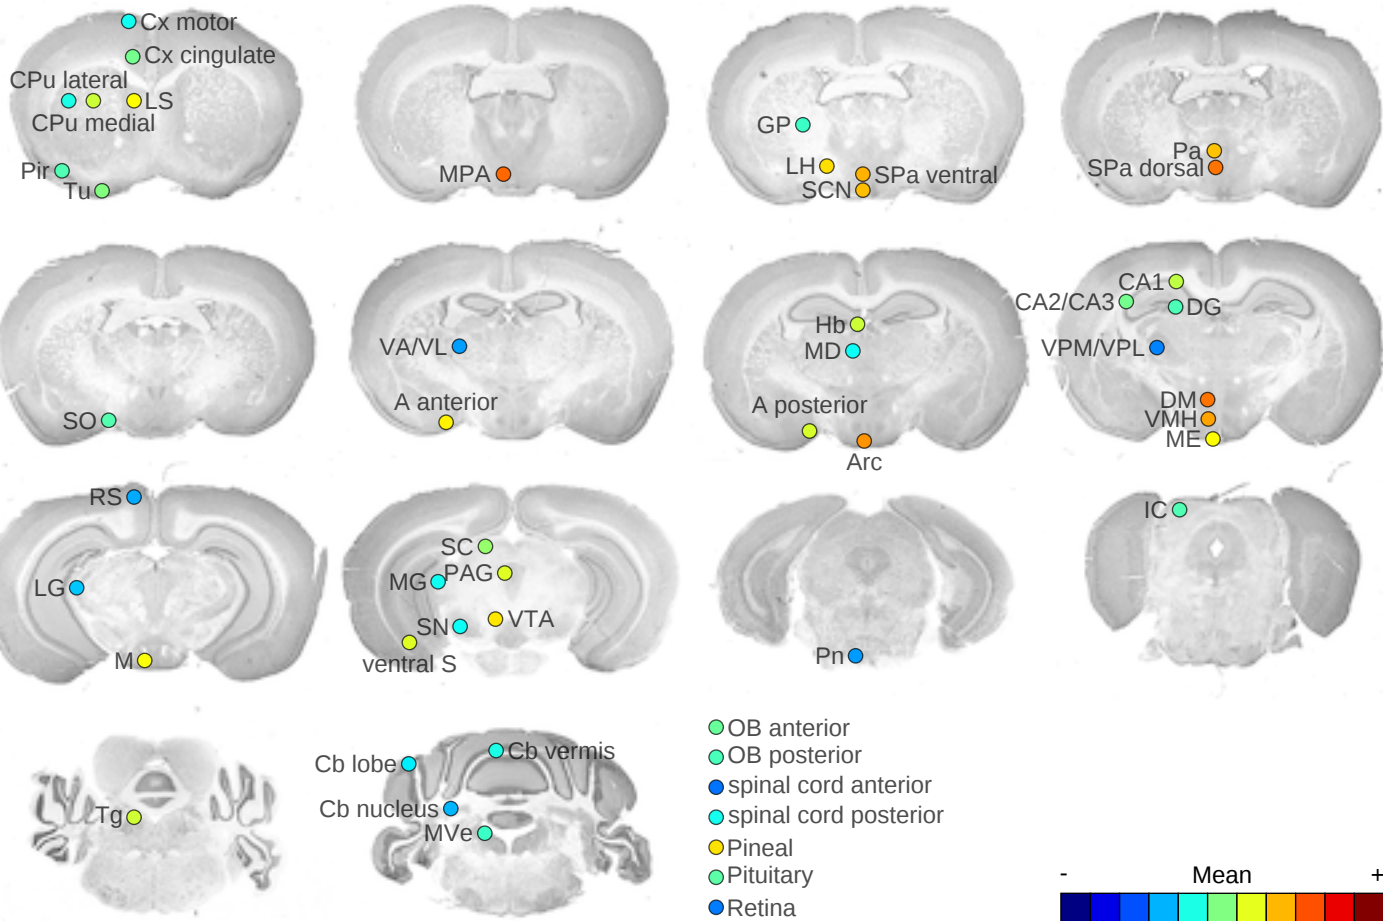 Cx motor
Cx cingulate
CPu lateral
LS
CPu medial
Pir
Tu
MPA
GP
LH
SPa ventral
SCN
Pa
SPa dorsal
SO
VA/VL
A anterior
Hb
MD
A posterior
Arc
CA1
CA2/CA3
DG
VPM/VPL
DM
VMH
ME
RS
LG
M
SC
MG
PAG
SN
VTA
ventral S
Pn
IC
Tg
Cb lobe
Cb vermis
Cb nucleus
MVe
OB anterior
OB posterior
spinal cord anterior
spinal cord posterior
Pineal
Pituitary
Retina
- Mean +